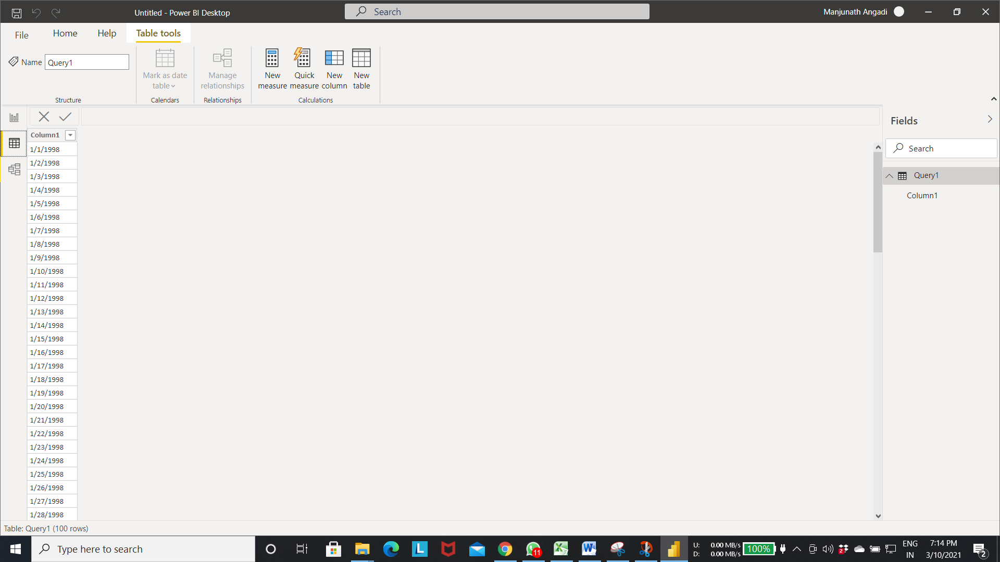 Untitled - Power BI Desktop
Search
Manjunath Angadi
File
Home
Help
Table tools
Name
Query1
Mark as date
table
Manage
relationships
New
measure
Quick
measure
New
column
New
table
Structure
Calendars
Relationships
Calculations
Fields
Search
Query1
Column1
Column1
1/1/1998
1/2/1998
1/3/1998
1/4/1998
1/5/1998
1/6/1998
1/7/1998
1/8/1998
1/9/1998
1/10/1998
1/11/1998
1/12/1998
1/13/1998
1/14/1998
1/15/1998
1/16/1998
1/17/1998
1/18/1998
1/19/1998
1/20/1998
1/21/1998
1/22/1998
1/23/1998
1/24/1998
1/25/1998
1/26/1998
1/27/1998
1/28/1998
Table: Query1 (100 rows)
Type here to search
L
11
W
U: 0.00 MB/s
D: 0.00 MB/s
100%
2
ENG
IN
7:14 PM
3/10/2021
2